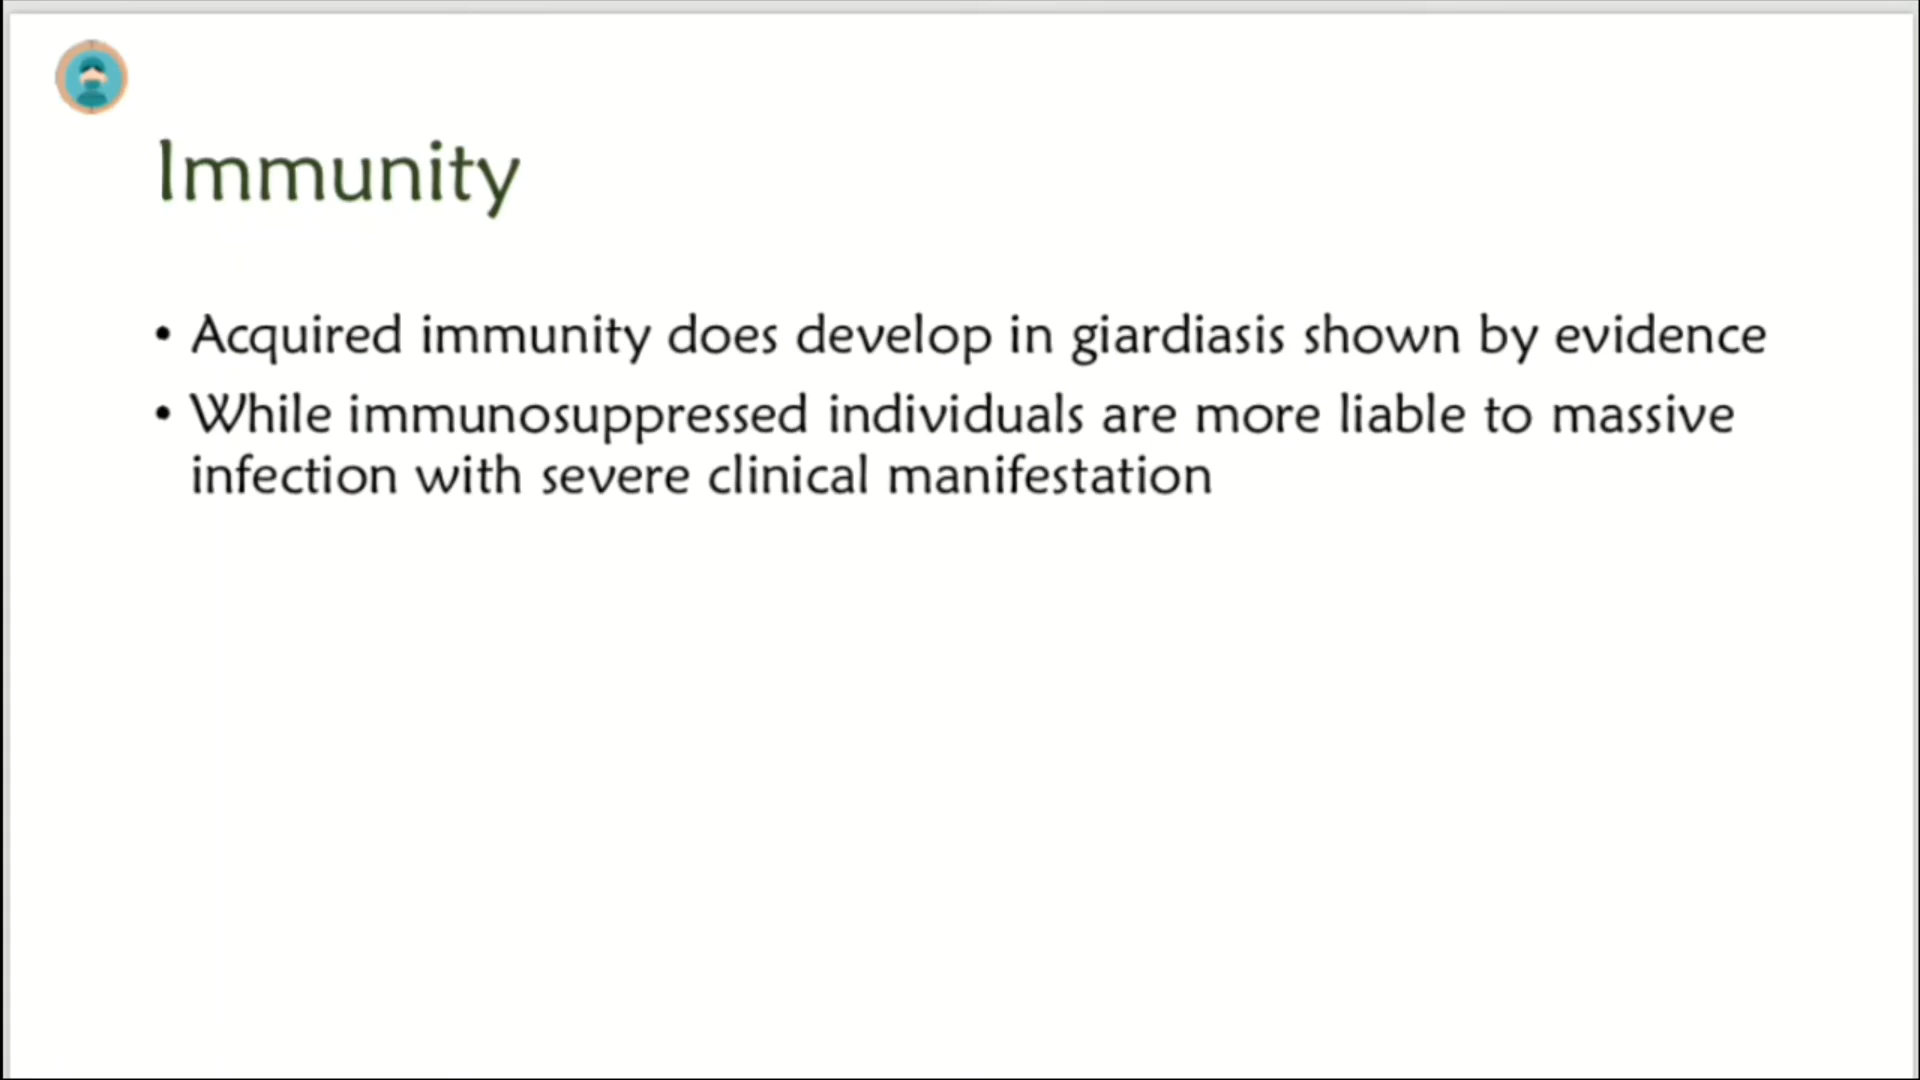 Immunity
• Acquired immunity does develop in giardiasis shown by evidence
• While immunosuppressed individuals are more liable to massive
infection with severe clinical manifestation